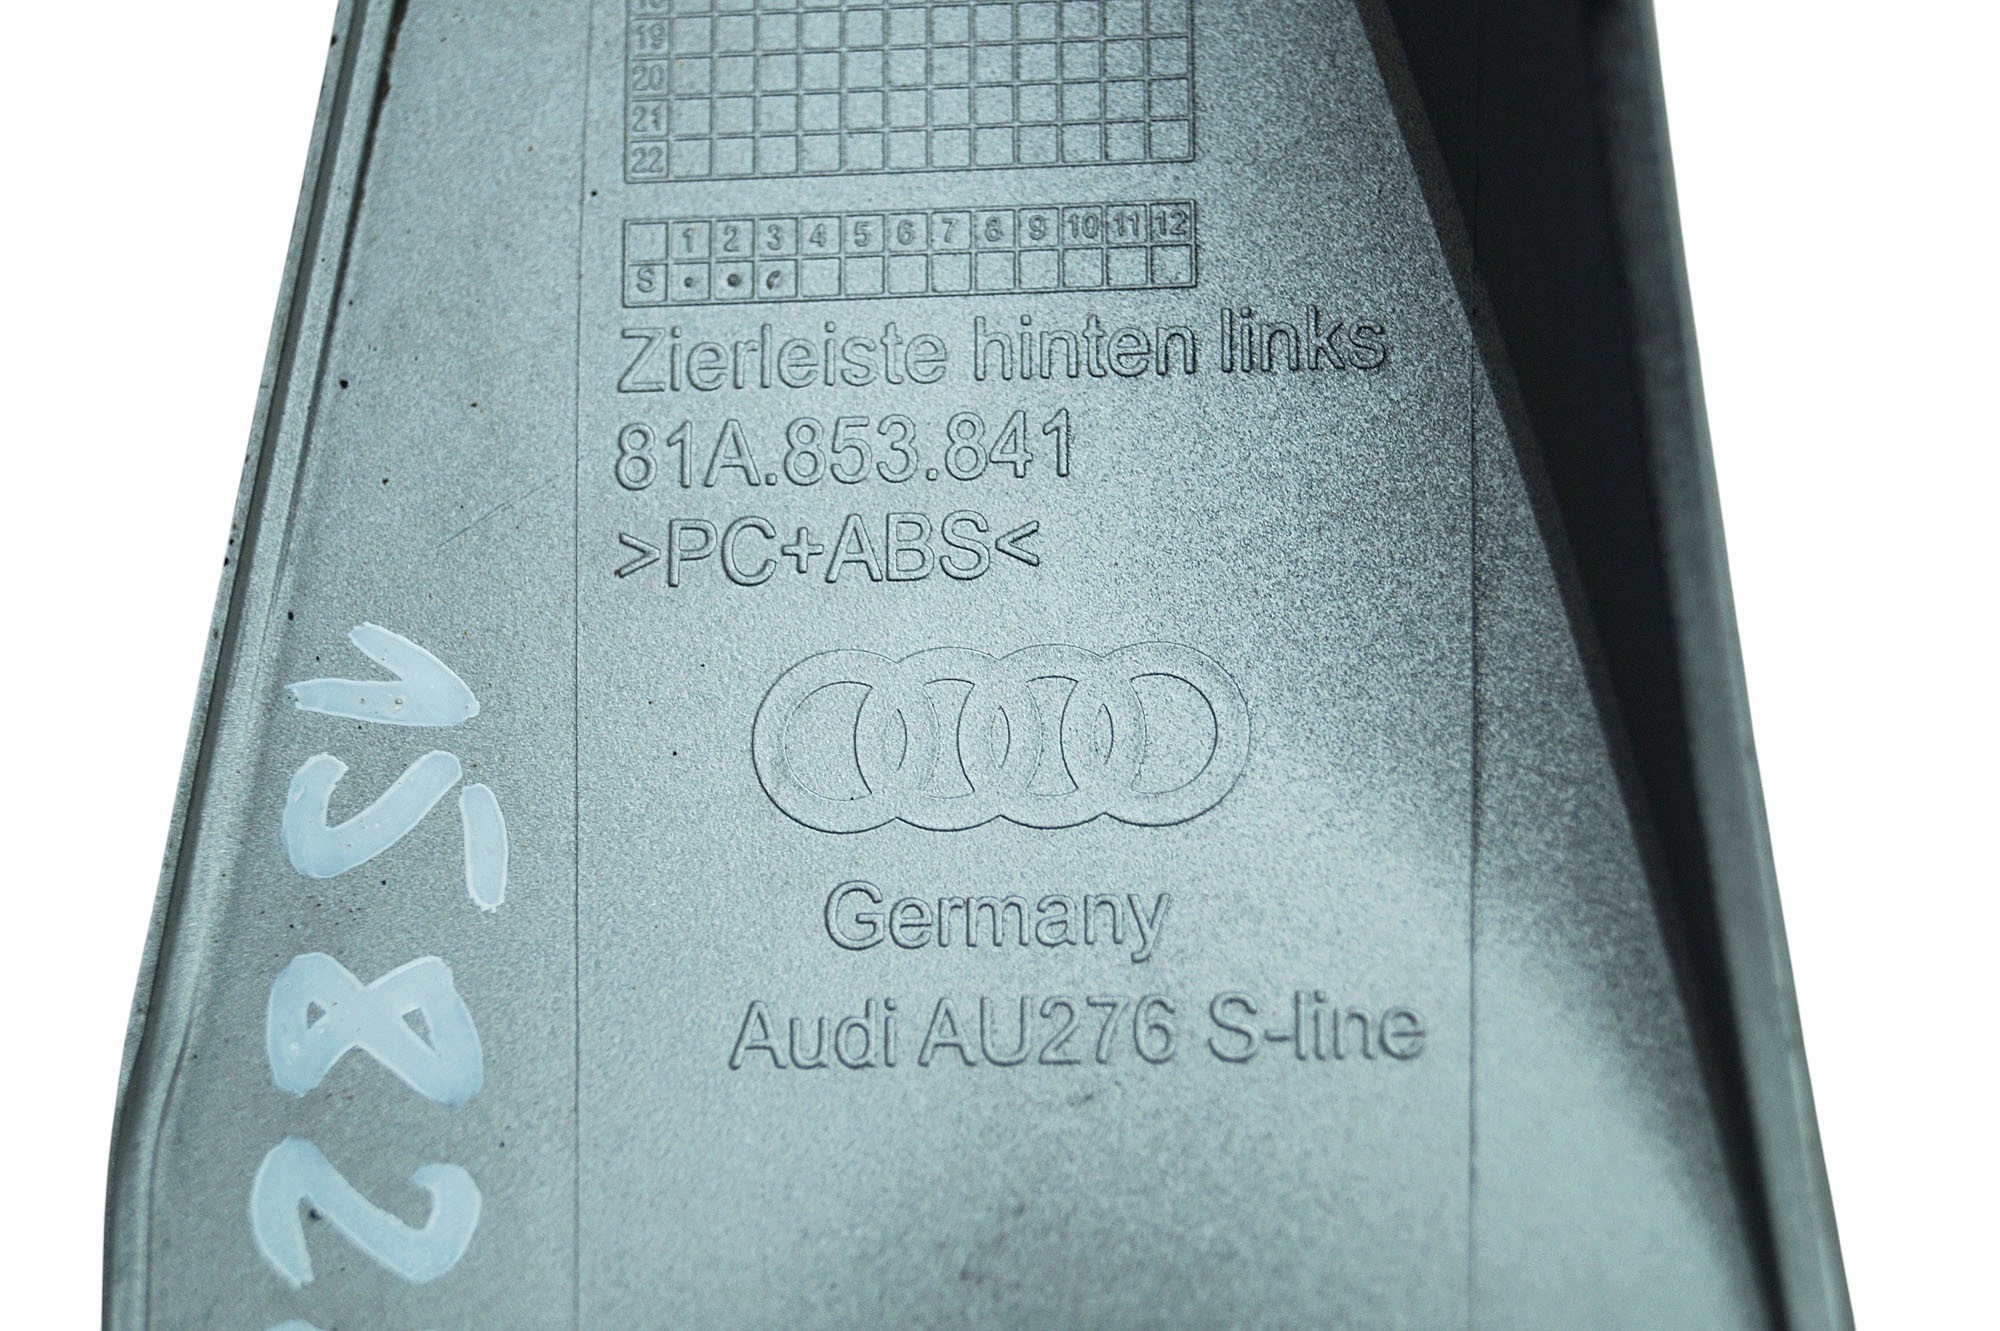 19
20
21
22
1 2 3 4 5 6 7 8 9 10 11 12
S
Zierleiste hinten links
81A.853.841
>PC+ABS<
Germany
Audi AU276 S-line
1582